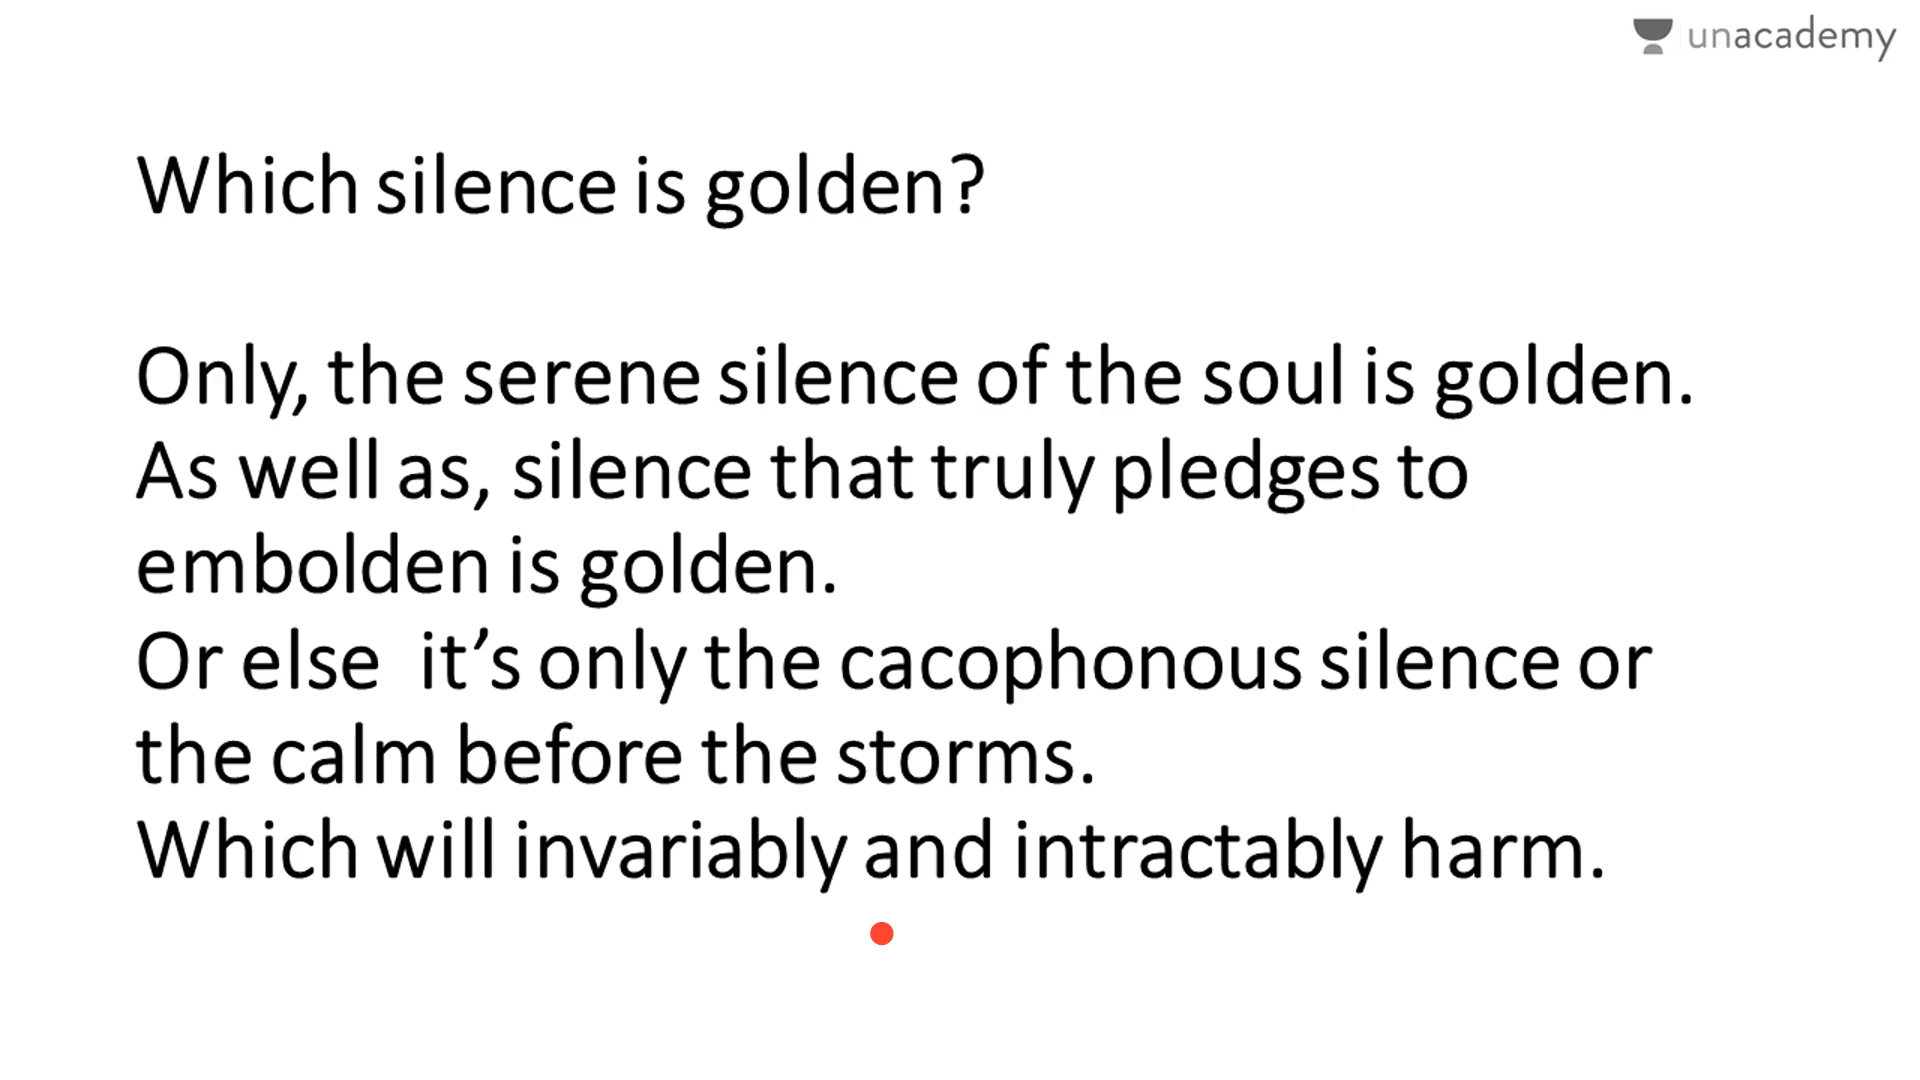 unacademy
Which silence is golden?
Only, the serene silence of the soul is golden.
As well as, silence that truly pledges to
embolden is golden.
Or else  it’s only the cacophonous silence or
the calm before the storms.
Which will invariably and intractably harm.